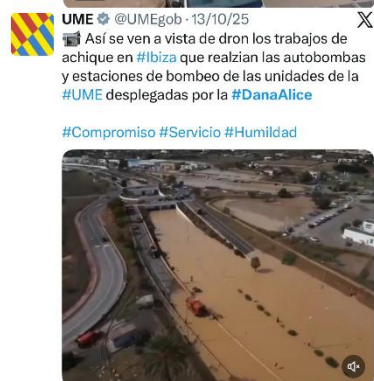 UME @UMEgob · 13/10/25
Así se ven a vista de dron los trabajos de
achique en #Ibiza que realzian las autobombas
y estaciones de bombeo de las unidades de la
#UME desplegadas por la #DanaAlice
#Compromiso #Servicio #Humildad